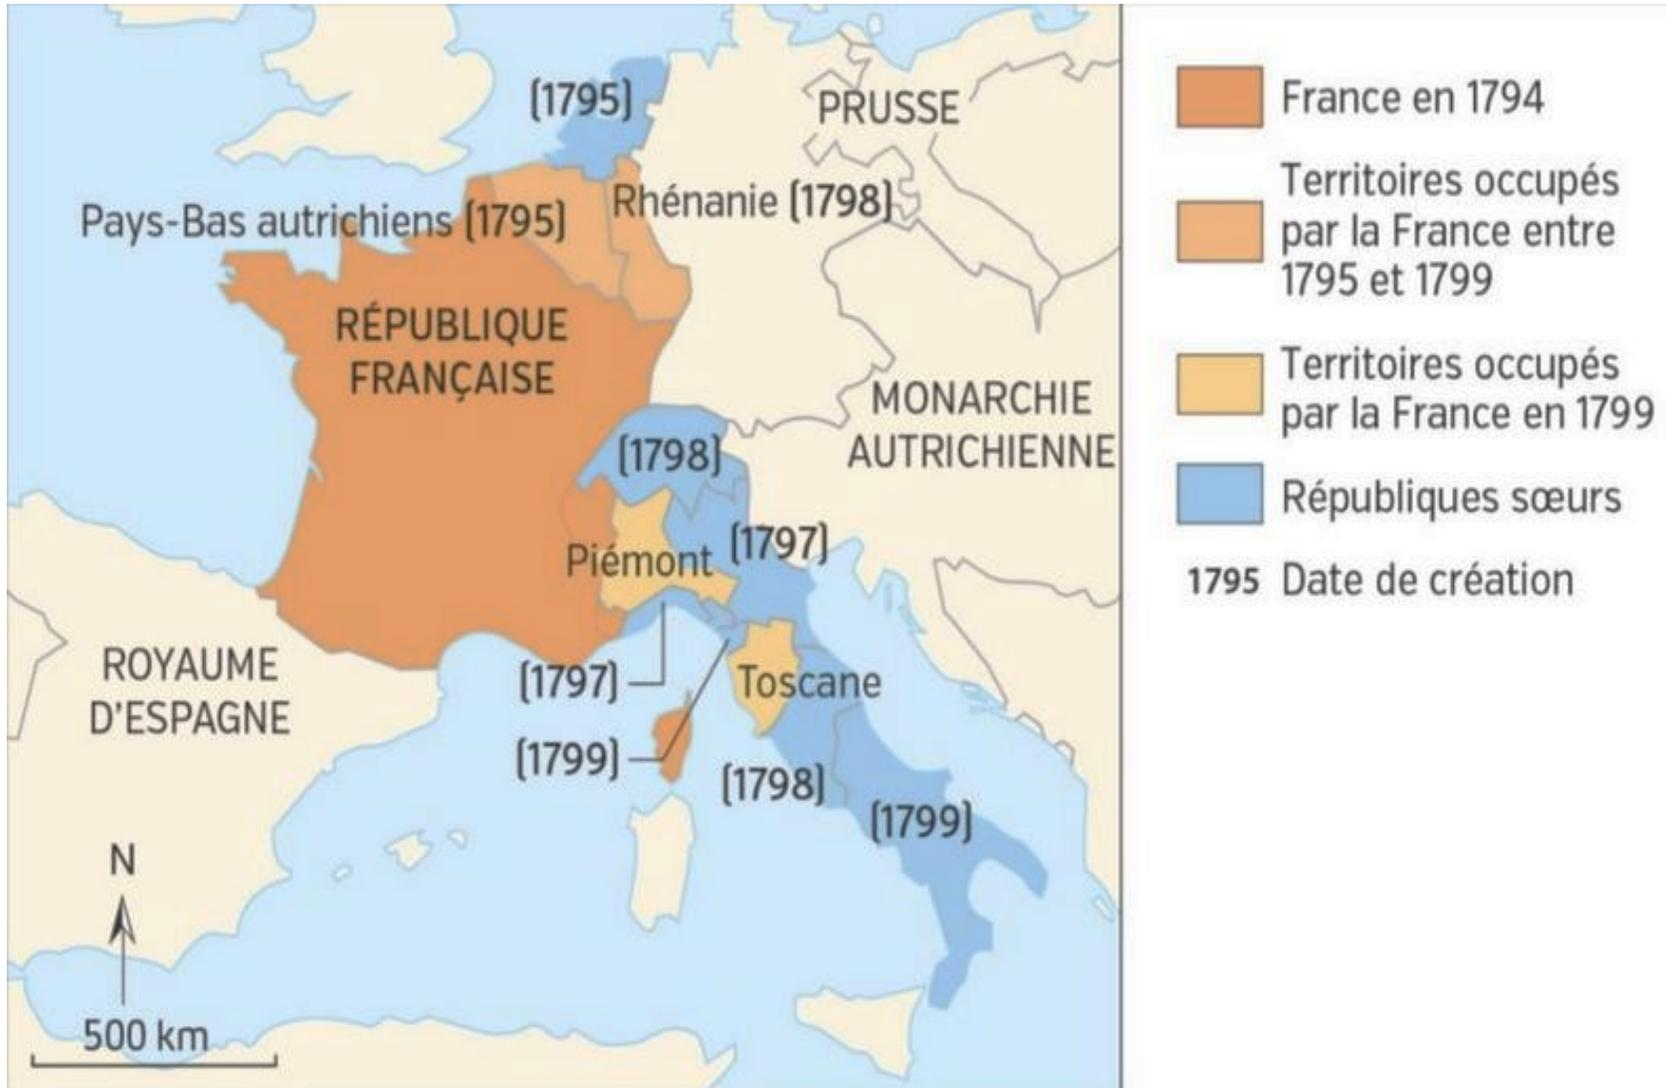 (1795)
PRUSSE
Rhénanie (1798)
Pays-Bas autrichiens (1795)
RÉPUBLIQUE
FRANÇAISE
MONARCHIE
AUTRICHIENNE
(1798)
(1797)
Piémont
ROYAUME
D'ESPAGNE
(1797)
Toscane
(1799)
(1798)
(1799)
N
500 km
France en 1794
Territoires occupés
par la France entre
1795 et 1799
Territoires occupés
par la France en 1799
Républiques sœurs
1795 Date de création